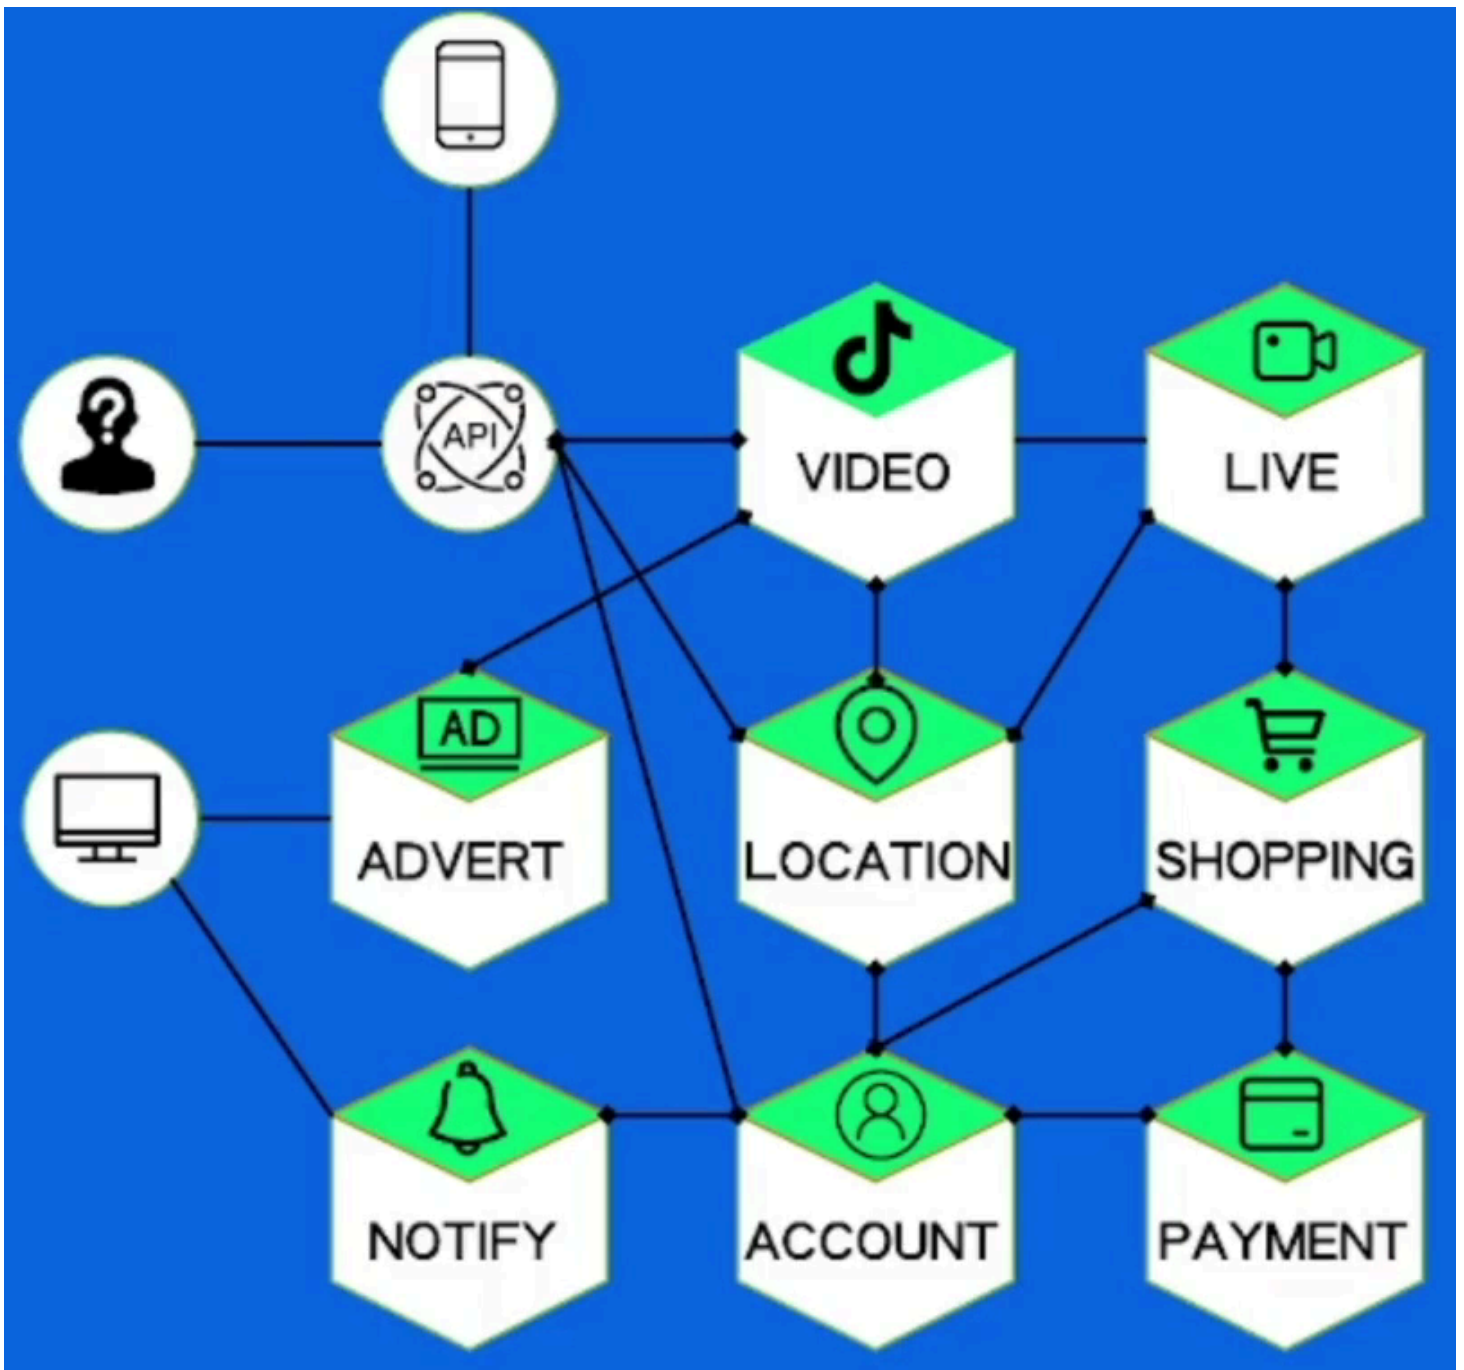 ?
API
VIDEO
LIVE
AD
ADVERT
LOCATION
SHOPPING
NOTIFY
ACCOUNT
PAYMENT